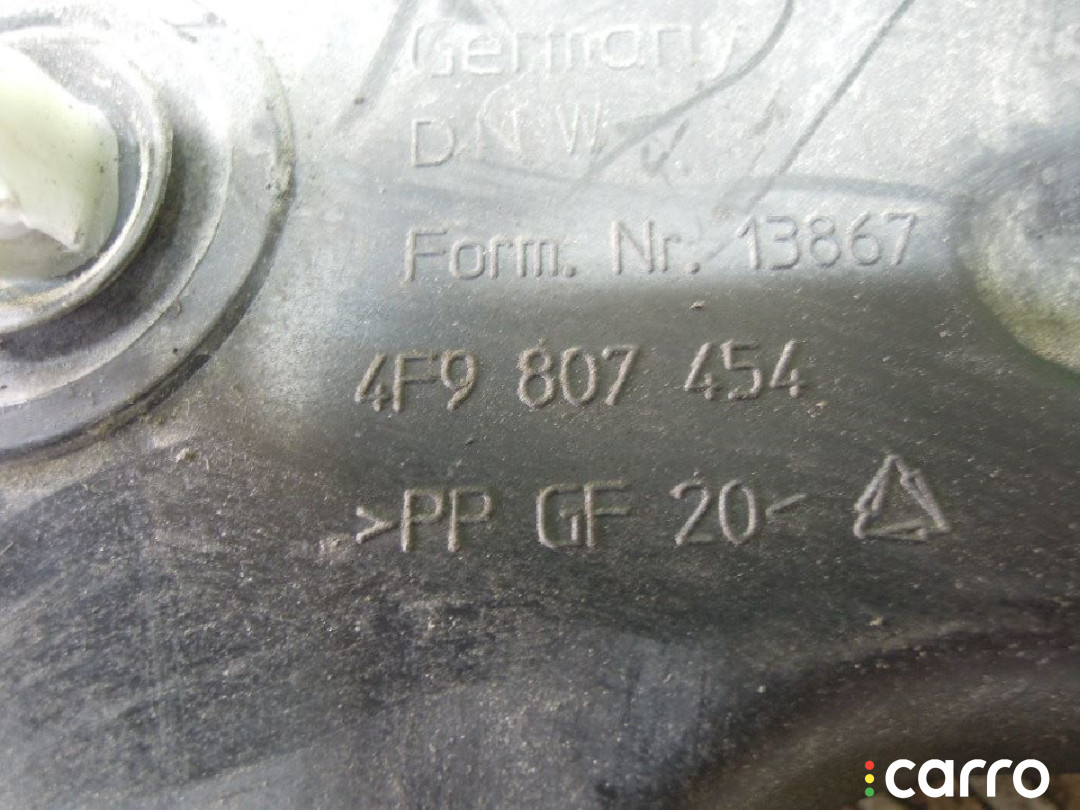 Germany
D N W
Form. Nr. 13867
4F9 807 454
>PP GF 20<
carro